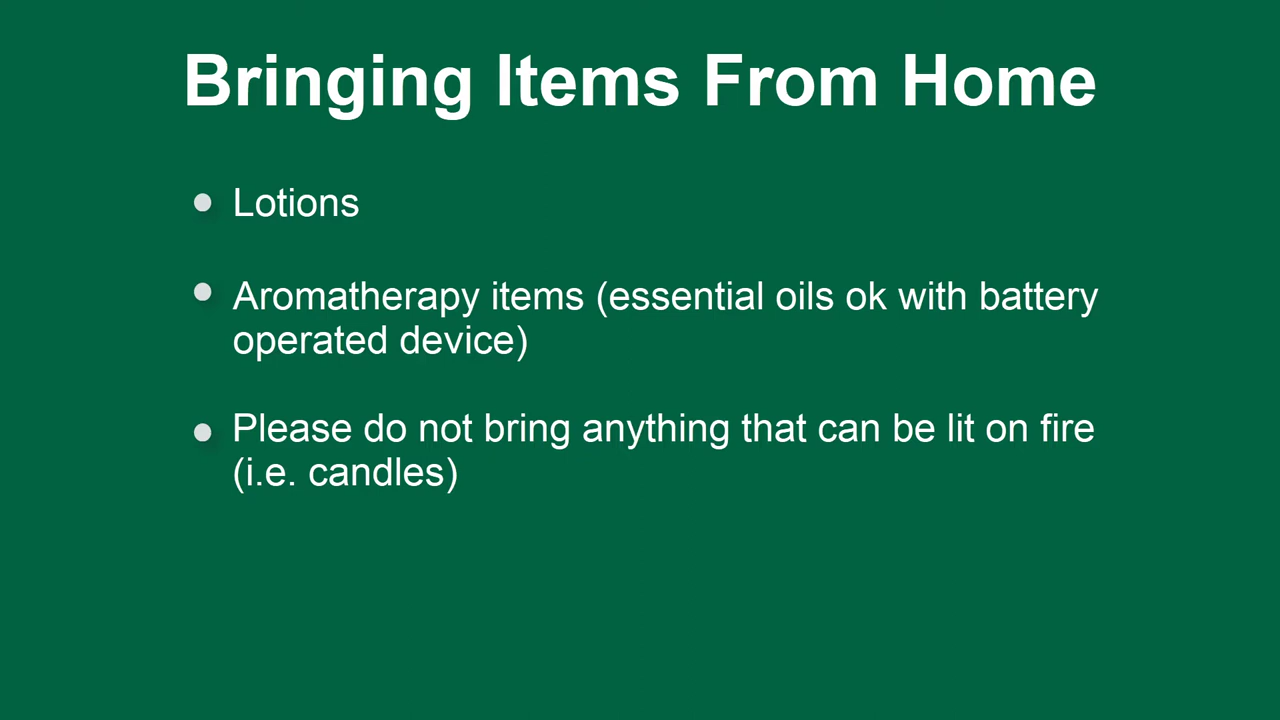 Bringing Items From Home
Lotions
Aromatherapy items (essential oils ok with battery
operated device)
Please do not bring anything that can be lit on fire
(i.e. candles)